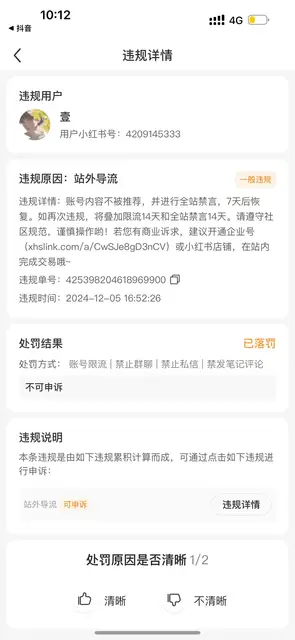 10:12
4G
抖音
违规详情
违规用户
壹
用户小红书号：4209145333
违规原因：站外导流
一般违规
违规详情：账号内容不被推荐，并进行全站禁言，7天后恢
复。如再次违规，将叠加限流14天和全站禁言14天。请遵守社
区规范，谨慎操作哟！若您有商业诉求，建议开通企业号
（xhslink.com/a/CwSJe8gD3nCV）或小红书店铺，在站内
完成交易哦~
违规单号：425398204618969900
违规时间：2024-12-05 16:52:26
处罚结果
已落罚
处罚方式： 账号限流 | 禁止群聊 | 禁止私信 | 禁发笔记评论
不可申诉
违规说明
本条违规是由如下违规累积计算而成，可通过点击如下违规进
行申诉：
站外导流 可申诉
违规详情
处罚原因是否清晰 1/2
清晰
不清晰